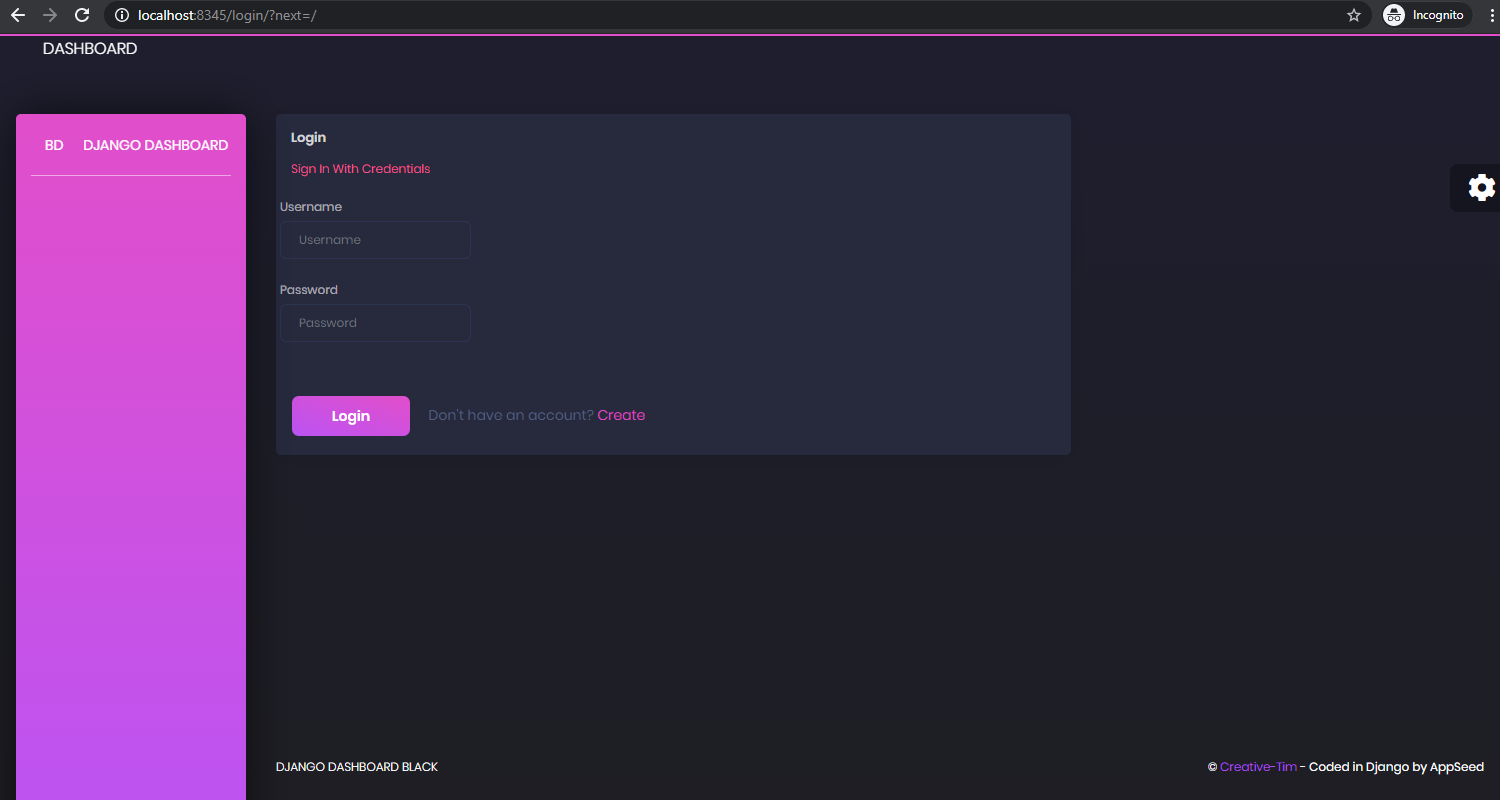 localhost:8345/login/?next=/
Incognito
DASHBOARD
BD DJANGO DASHBOARD
Login
Sign In With Credentials
Username
Username
Password
Password
Login Don't have an account? Create
DJANGO DASHBOARD BLACK
© Creative-Tim - Coded in Django by AppSeed